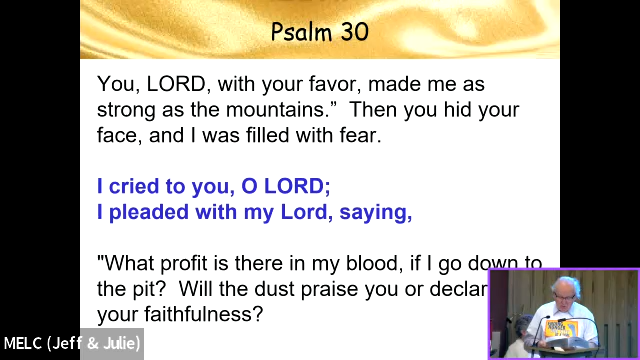 Psalm 30
You, LORD, with your favor, made me as
strong as the mountains.”  Then you hid your
face, and I was filled with fear.
I cried to you, O LORD;
I pleaded with my Lord, saying,
"What profit is there in my blood, if I go down to
the pit?  Will the dust praise you or
your faithfulness?
MELC (Jeff & Julie)